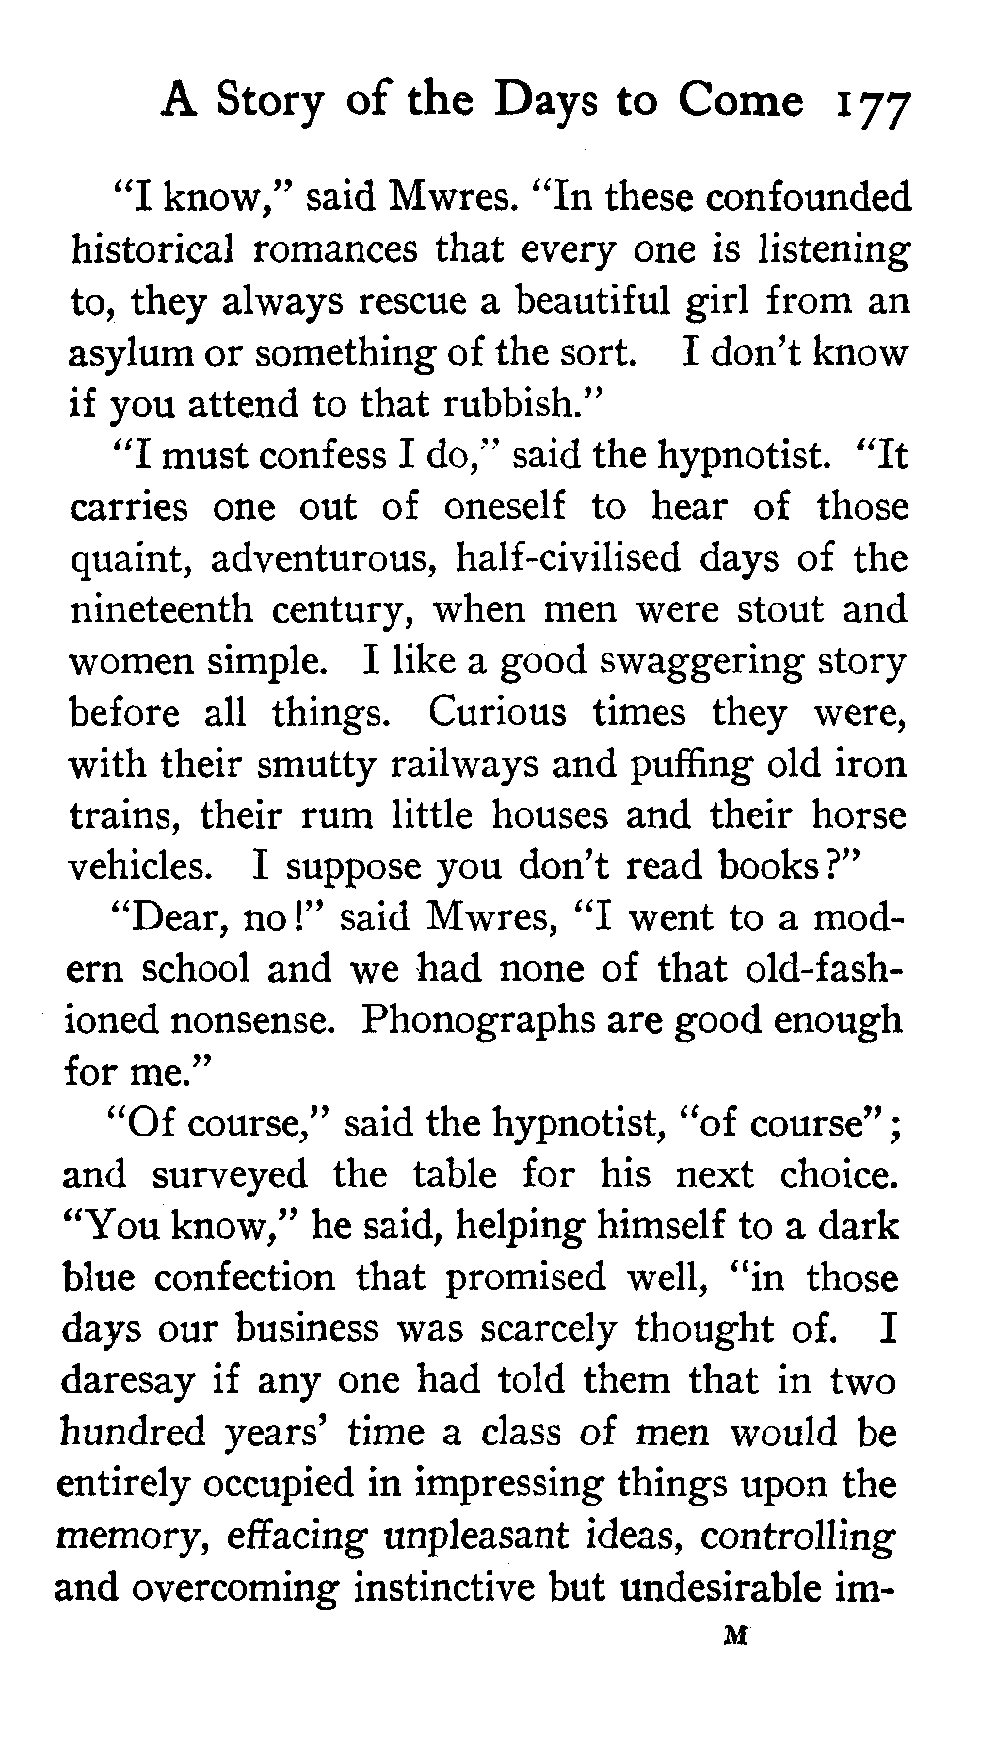 A Story of the Days to Come 177
“I know,” said Mwres. “In these confounded
historical romances that every one is listening
to, they always rescue a beautiful girl from an
asylum or something of the sort. I don’t know
if you attend to that rubbish.”
“I must confess I do,” said the hypnotist. “It
carries one out of oneself to hear of those
quaint, adventurous, half-civilised days of the
nineteenth century, when men were stout and
women simple. I like a good swaggering story
before all things. Curious times they were,
with their smutty railways and puffing old iron
trains, their rum little houses and their horse
vehicles. I suppose you don’t read books?”
“Dear, no!” said Mwres, “I went to a mod-
ern school and we had none of that old-fash-
ioned nonsense. Phonographs are good enough
for me.”
“Of course,” said the hypnotist, “of course”;
and surveyed the table for his next choice.
“You know,” he said, helping himself to a dark
blue confection that promised well, “in those
days our business was scarcely thought of. I
daresay if any one had told them that in two
hundred years’ time a class of men would be
entirely occupied in impressing things upon the
memory, effacing unpleasant ideas, controlling
and overcoming instinctive but undesirable im-
M